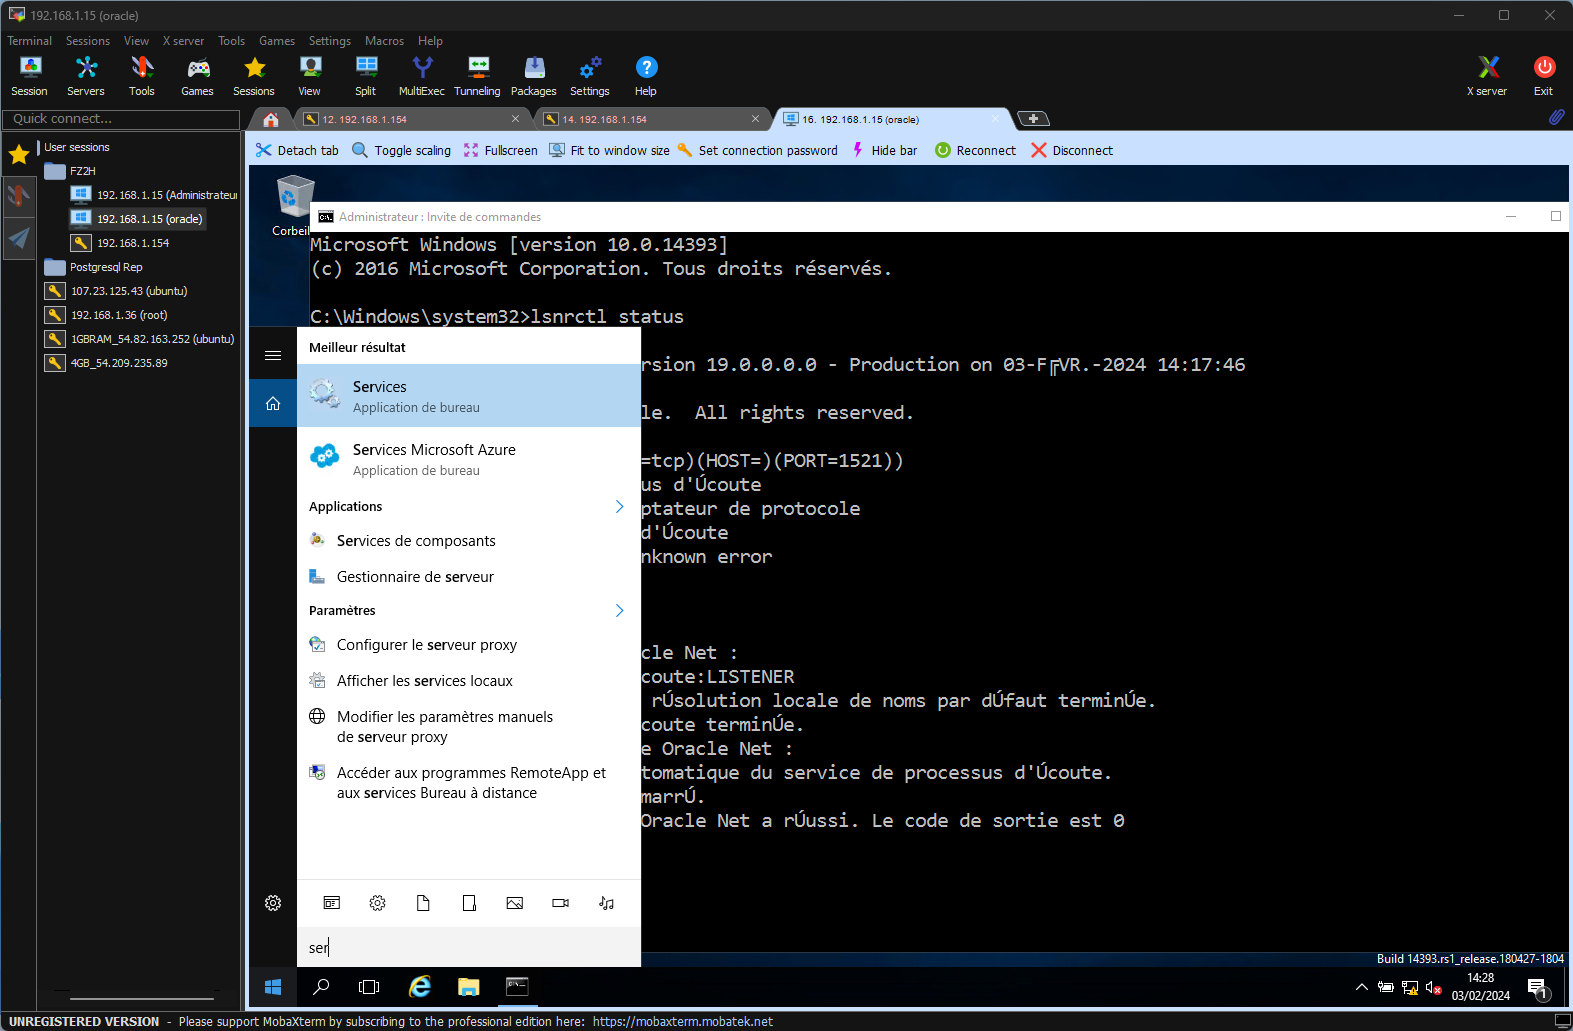 192.168.1.15 (oracle)
Terminal Sessions View X server Tools Games Settings Macros Help
Session Servers Tools Games Sessions View Split MultiExec Tunneling Packages Settings Help X server Exit
Quick connect...
12. 192.168.1.154
14. 192.168.1.154
16. 192.168.1.15 (oracle)
Detach tab Toggle scaling Fullscreen Fit to window size Set connection password Hide bar Reconnect Disconnect
User sessions
FZ2H
192.168.1.15 (Administrateur
192.168.1.15 (oracle)
192.168.1.154
Postgresql Rep
107.23.125.43 (ubuntu)
192.168.1.36 (root)
1GBRAM_54.82.163.252 (ubuntu)
4GB_54.209.235.89
Corbeil
Administrateur : Invite de commandes
Microsoft Windows [version 10.0.14393]
(c) 2016 Microsoft Corporation. Tous droits réservés.
C:\Windows\system32>lsnrctl status
rsion 19.0.0.0.0 - Production on 03-F╔VR.-2024 14:17:46
le. All rights reserved.
=tcp)(HOST=)(PORT=1521))
us d'Úcoute
ptateur de protocole
d'Úcoute
nknown error
cle Net :
coute:LISTENER
rÚsolution locale de noms par dÚfaut terminÚe.
coute terminÚe.
e Oracle Net :
tomatique du service de processus d'Úcoute.
marrÚ.
Oracle Net a rÚussi. Le code de sortie est 0
Meilleur résultat
Services
Application de bureau
Services Microsoft Azure
Application de bureau
Applications
Services de composants
Gestionnaire de serveur
Paramètres
Configurer le serveur proxy
Afficher les services locaux
Modifier les paramètres manuels
de serveur proxy
Accéder aux programmes RemoteApp et
aux services Bureau à distance
ser
Build 14393.rs1_release.180427-1804
14:28
03/02/2024
1
UNREGISTERED VERSION - Please support MobaXterm by subscribing to the professional edition here: https://mobaxterm.mobatek.net